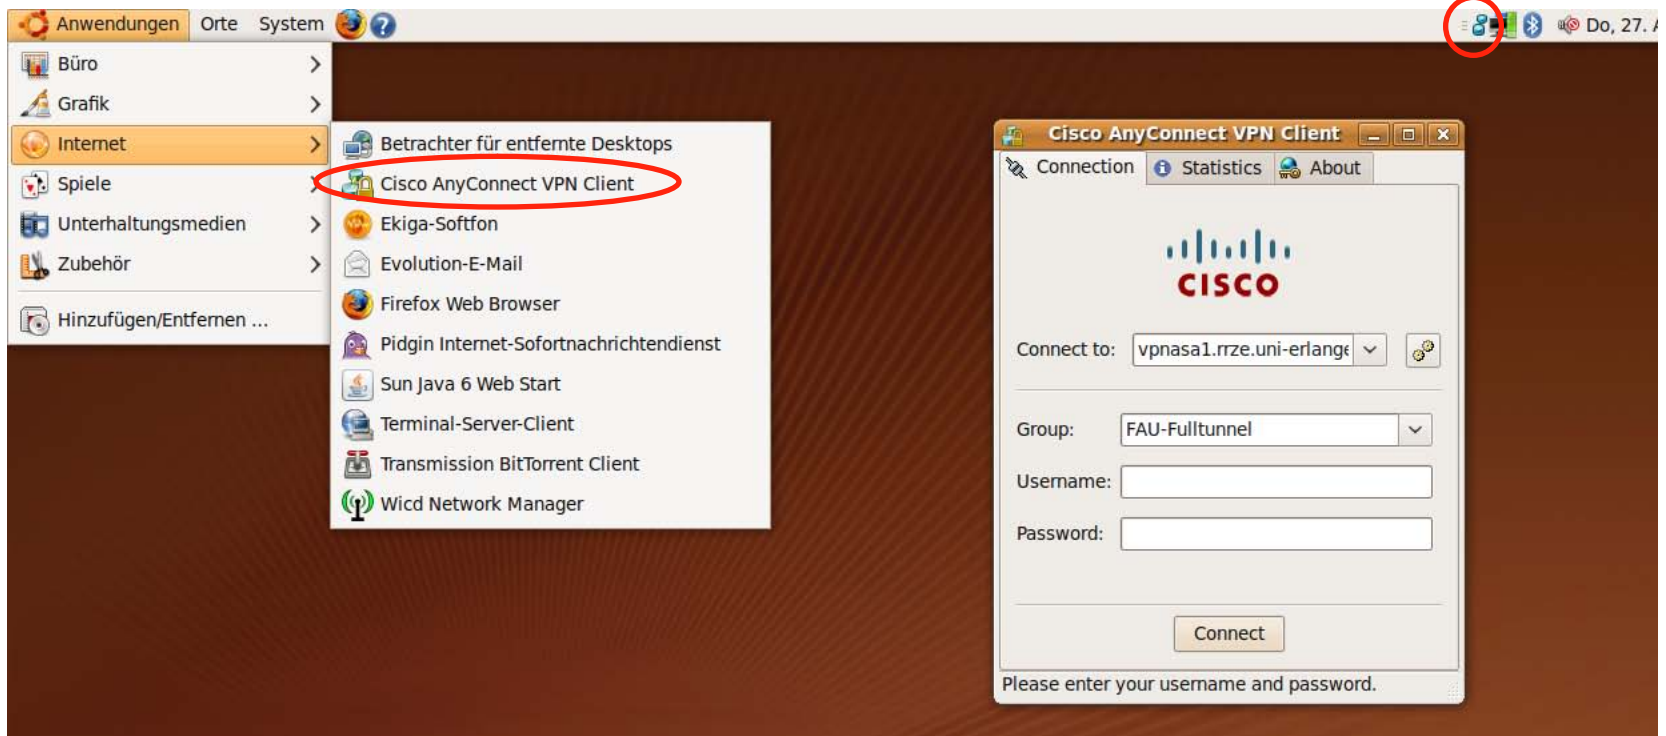 Anwendungen Orte System
Do, 27.
Büro
Grafik
Internet
Spiele
Unterhaltungsmedien
Zubehör
Hinzufügen/Entfernen ...
Betrachter für entfernte Desktops
Cisco AnyConnect VPN Client
Ekiga-Softfon
Evolution-E-Mail
Firefox Web Browser
Pidgin Internet-Sofortnachrichtendienst
Sun Java 6 Web Start
Terminal-Server-Client
Transmission BitTorrent Client
Wicd Network Manager
Cisco AnyConnect VPN Client
Connection Statistics About
CISCO
Connect to: vpnasa1.rrze.uni-erlange
Group: FAU-Fulltunnel
Username:
Password:
Connect
Please enter your username and password.